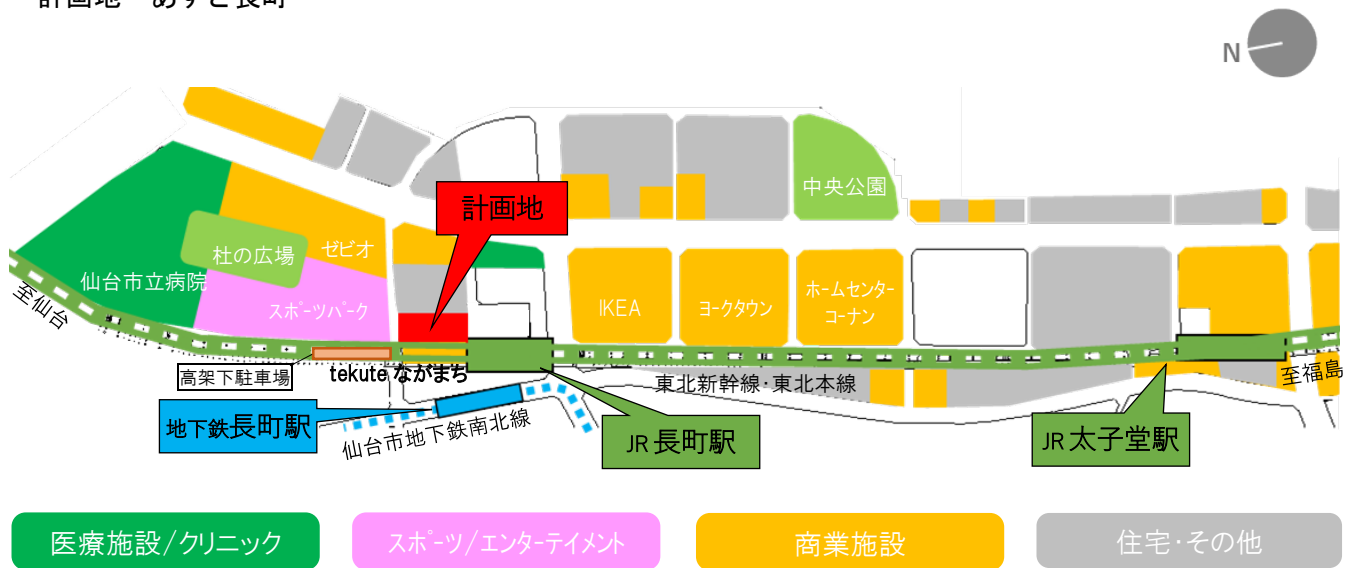 計画地 あすと長町
N
中央公園
計画地
杜の広場
ゼビオ
仙台市立病院
スポーツパーク
至仙台
IKEA
ヨークタウン
ホームセンター
コーナン
高架下駐車場
tekute ながまち
東北新幹線・東北本線
至福島
地下鉄長町駅
仙台市地下鉄南北線
JR 長町駅
JR 太子堂駅
医療施設/クリニック
スポーツ/エンターテイメント
商業施設
住宅・その他